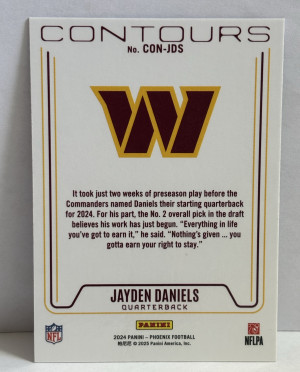 CONTOURS
No. CON-JDS
W
It took just two weeks of preseason play before the
Commanders named Daniels their starting quarterback
for 2024. For his part, the No. 2 overall pick in the draft
believes his work has just begun. “Everything in life
you’ve got to earn it,” he said. “Nothing’s given ... you
gotta earn your right to stay.”
JAYDEN DANIELS
QUARTERBACK
PANINI
NFL
2024 PANINI – PHOENIX FOOTBALL
© 2025 Panini America, Inc.
NFLPA